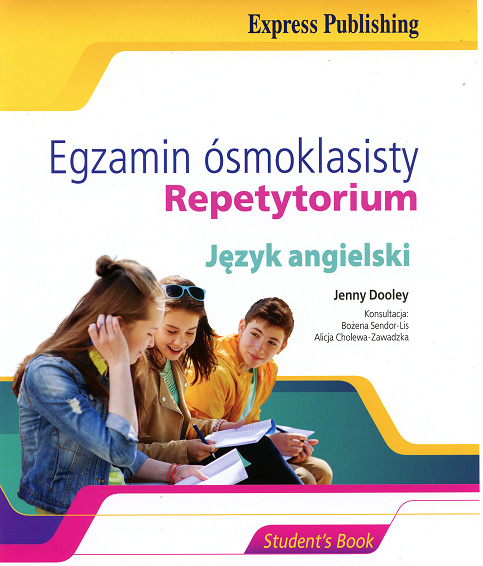 Express Publishing
Egzamin ósmoklasisty
Repetytorium
Język angielski
Jenny Dooley
Konsultacja:
Bożena Sendor-Lis
Alicja Cholewa-Zawadzka
Student's Book